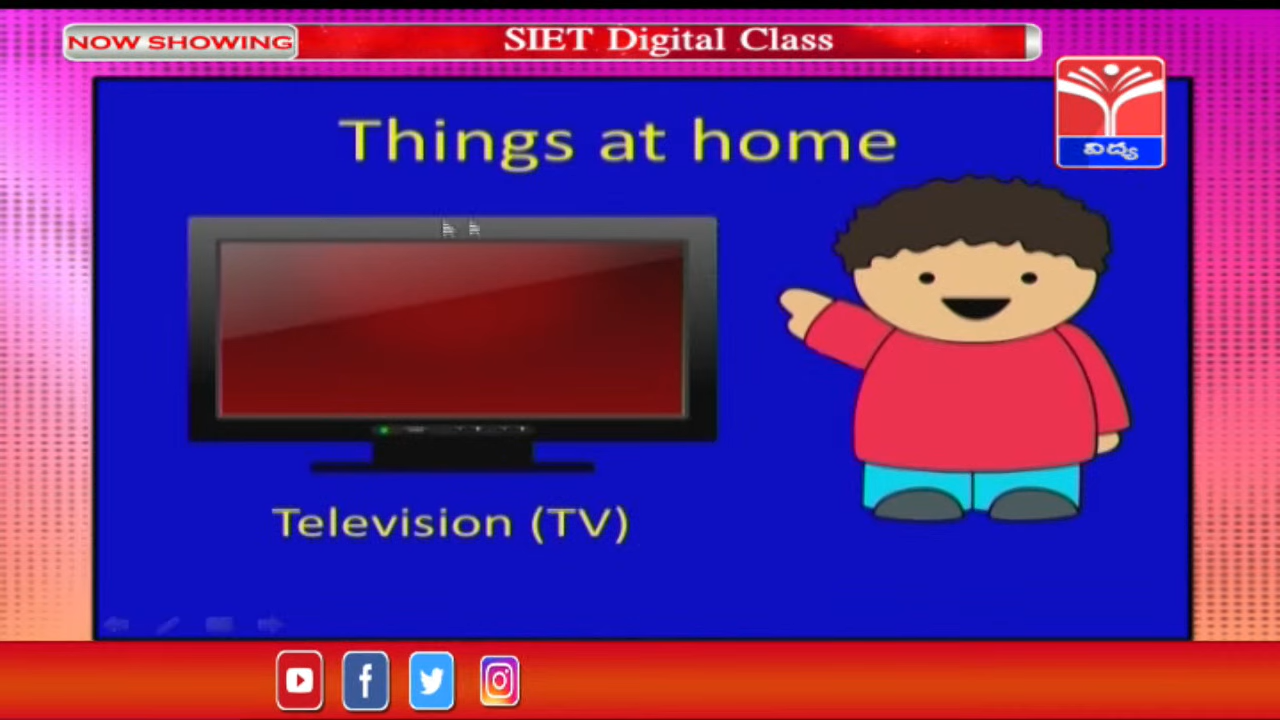 NOW SHOWING
SIET Digital Class
విద్య
Things at home
Television (TV)